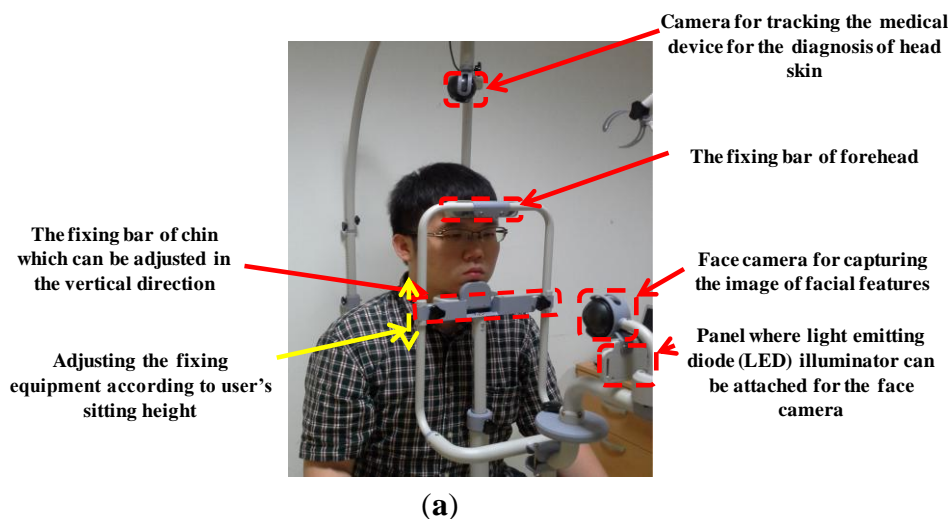 Camera for tracking the medical
device for the diagnosis of head
skin
The fixing bar of forehead
The fixing bar of chin
which can be adjusted in
the vertical direction
Face camera for capturing
the image of facial features
Adjusting the fixing
equipment according to user's
sitting height
Panel where light emitting
diode (LED) illuminator can
be attached for the face
camera
(a)